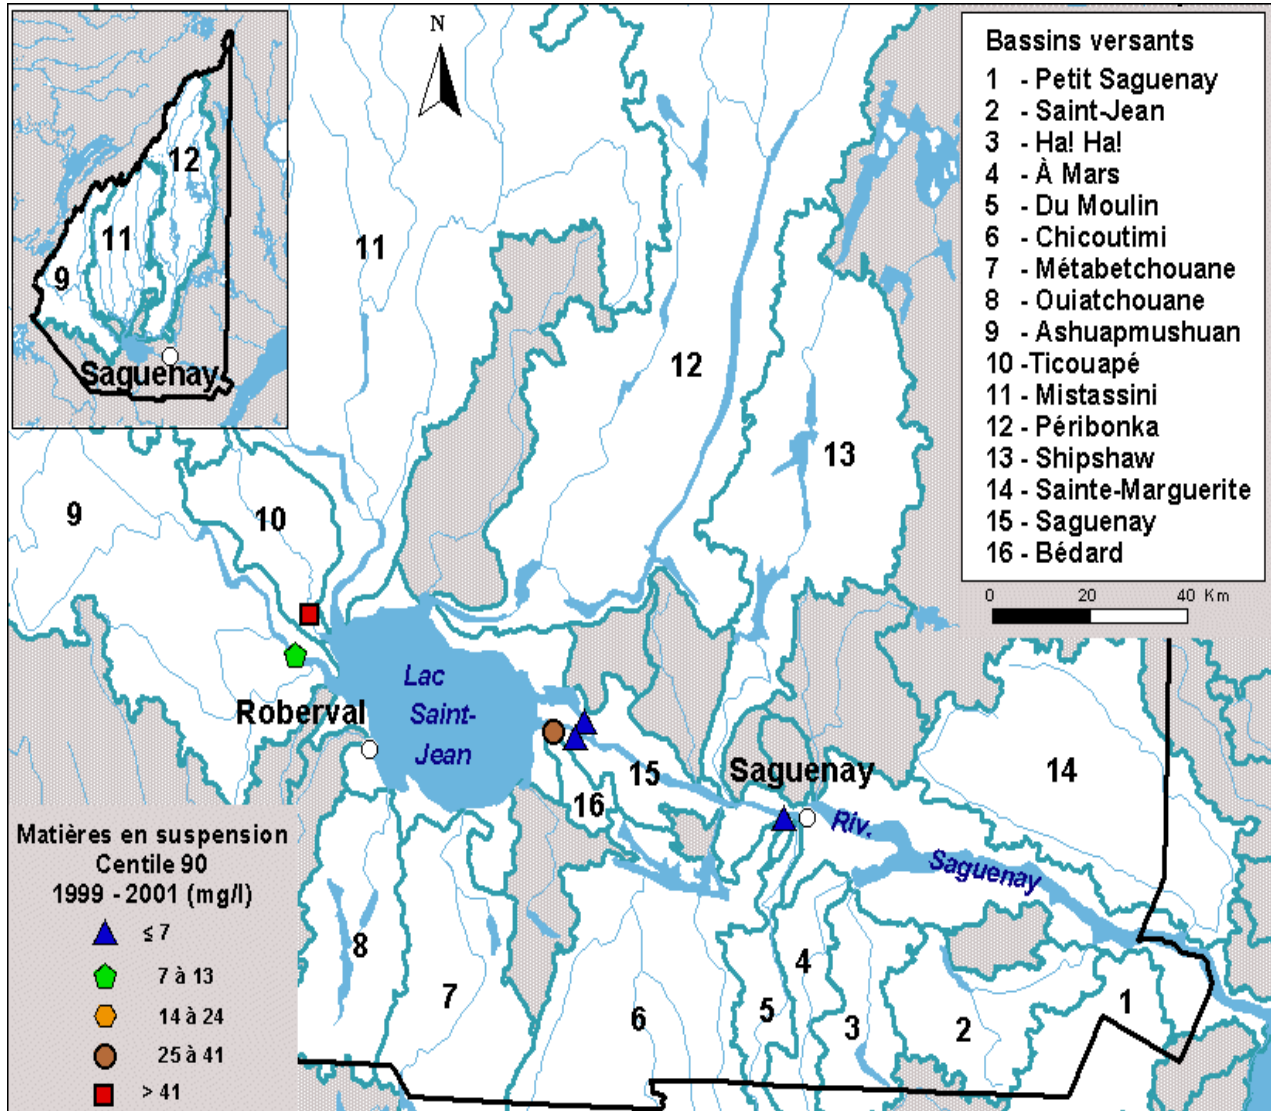 N
Bassins versants
1 - Petit Saguenay
2 - Saint-Jean
3 - Ha! Ha!
4 - À Mars
5 - Du Moulin
6 - Chicoutimi
7 - Métabetchouane
8 - Ouiatchouane
9 - Ashuapmushuan
10 -Ticouapé
11 - Mistassini
12 - Péribonka
13 - Shipshaw
14 - Sainte-Marguerite
15 - Saguenay
16 - Bédard
0 20 40 Km
12
11
9
Saguenay
11
12
13
9
10
Lac
Saint-
Jean
Roberval
15
Saguenay
14
16
Riv.
Saguenay
8
7
6
5
4
3
2
1
Matières en suspension
Centile 90
1999 - 2001 (mg/l)
≤ 7
7 à 13
14 à 24
25 à 41
> 41